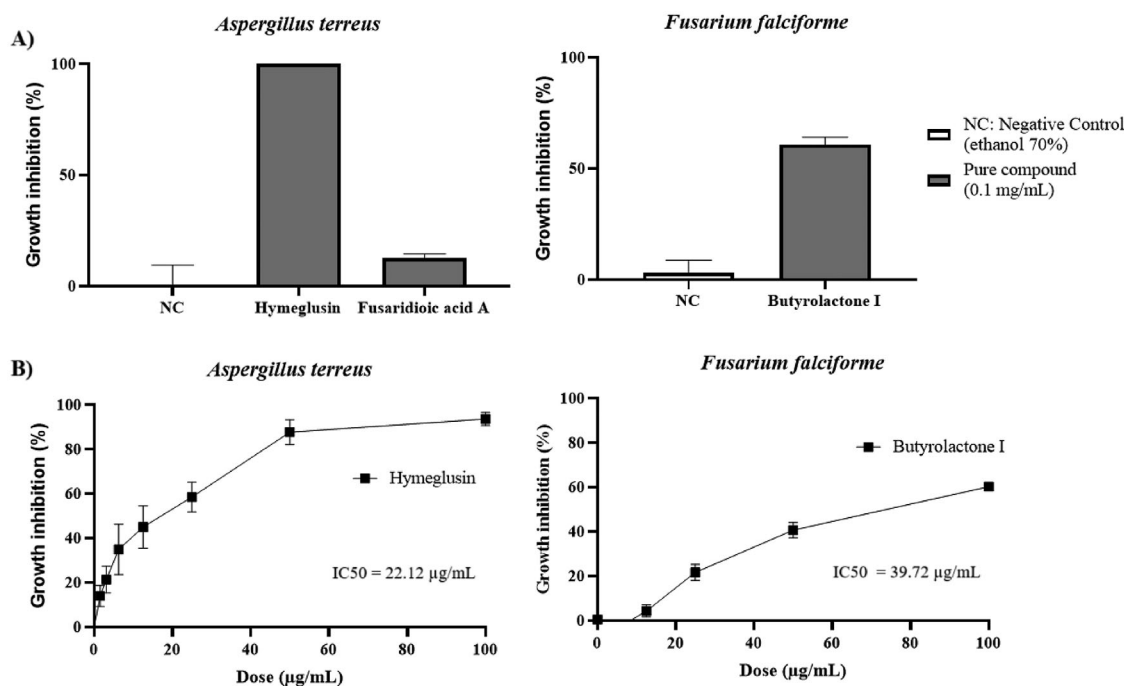 A)
Aspergillus terreus
Growth inhibition (%)
100
50
0
NC
Hymeglusin
Fusaridioic acid A
Fusarium falciforme
Growth inhibition (%)
100
50
0
NC
Butyrolactone I
NC: Negative Control
(ethanol 70%)
Pure compound
(0.1 mg/mL)
B)
Aspergillus terreus
Growth inhibition (%)
100
80
60
40
20
0
Hymeglusin
IC50 = 22.12 µg/mL
0 20 40 60 80 100
Dose (µg/mL)
Fusarium falciforme
Growth inhibition (%)
100
80
60
40
20
0
Butyrolactone I
IC50 = 39.72 µg/mL
0 20 40 60 80 100
Dose (µg/mL)